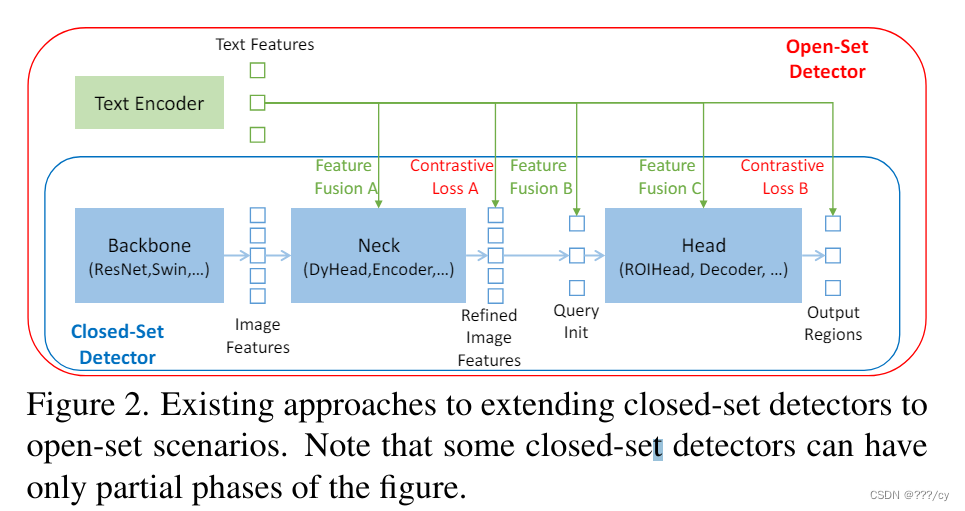 Text Features
Open-Set
Detector
Text Encoder
Feature
Fusion A
Contrastive
Loss A
Feature
Fusion B
Feature
Fusion C
Contrastive
Loss B
Backbone
(ResNet,Swin,...)
Neck
(DyHead,Encoder,...)
Head
(ROIHead, Decoder, ...)
Closed-Set
Detector
Image
Features
Refined
Image
Features
Query
Init
Output
Regions
Figure 2. Existing approaches to extending closed-set detectors to
open-set scenarios. Note that some closed-set detectors can have
only partial phases of the figure.
CSDN @???/cy